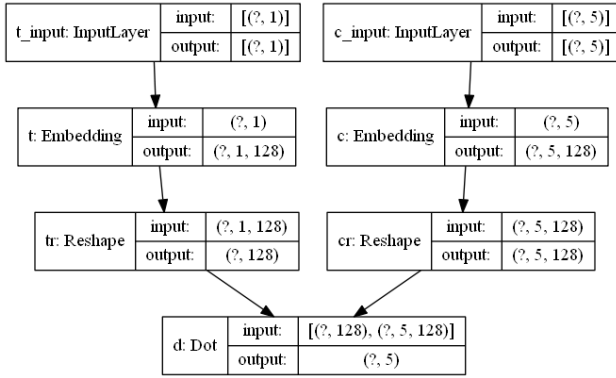 t_input: InputLayer
input:
[(?, 1)]
output:
[(?, 1)]
c_input: InputLayer
input:
[(?, 5)]
output:
[(?, 5)]
t: Embedding
input:
(?, 1)
output:
(?, 1, 128)
c: Embedding
input:
(?, 5)
output:
(?, 5, 128)
tr: Reshape
input:
(?, 1, 128)
output:
(?, 128)
cr: Reshape
input:
(?, 5, 128)
output:
(?, 5, 128)
d: Dot
input:
[(?, 128), (?, 5, 128)]
output:
(?, 5)